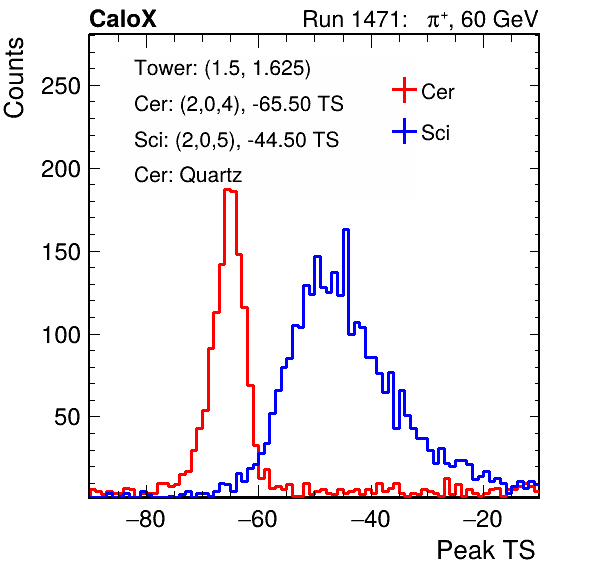 CaloX Run 1471: π⁺, 60 GeV
Counts
Tower: (1.5, 1.625)
Cer: (2,0,4), -65.50 TS
Sci: (2,0,5), -44.50 TS
Cer: Quartz
Cer
Sci
250
200
150
100
50
−80 −60 −40 −20
Peak TS